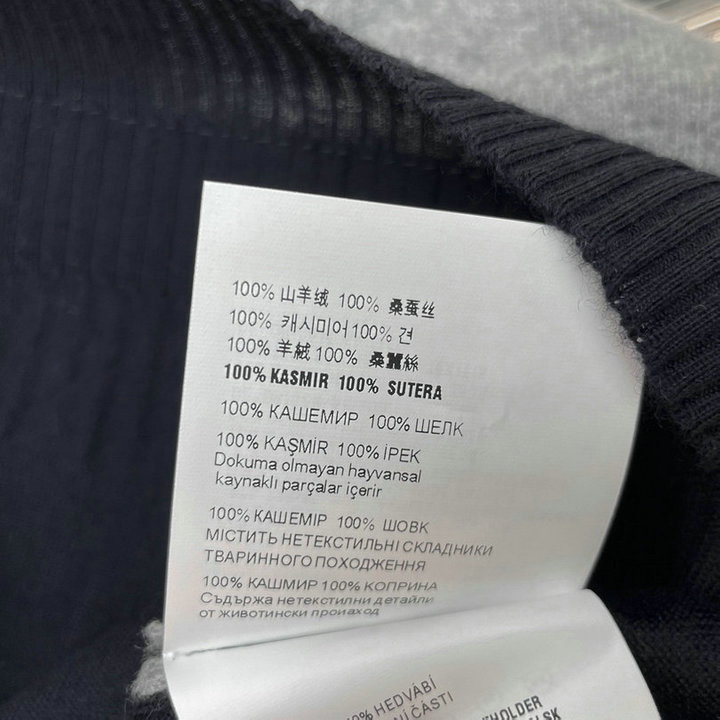 100% 山羊绒 100% 桑蚕丝
100% 캐시미어 100% 견
100% 羊絨 100% 桑 絲
100% KASMIR 100% SUTERA
100% КАШЕМИР 100% ШЕЛК
100% KAŞMİR 100% İPEK
Dokuma olmayan hayvansal
kaynaklı parçalar içerir
100% КАШЕМІР 100% ШОВК
МІСТИТЬ НЕТЕКСТИЛЬНІ СКЛАДНИКИ
ТВАРИННОГО ПОХОДЖЕННЯ
100% КАШМИР 100% КОПРИНА
Съдържа нетекстилни детайли
от животински произход
HEDVÁBÍ
ČÁSTI